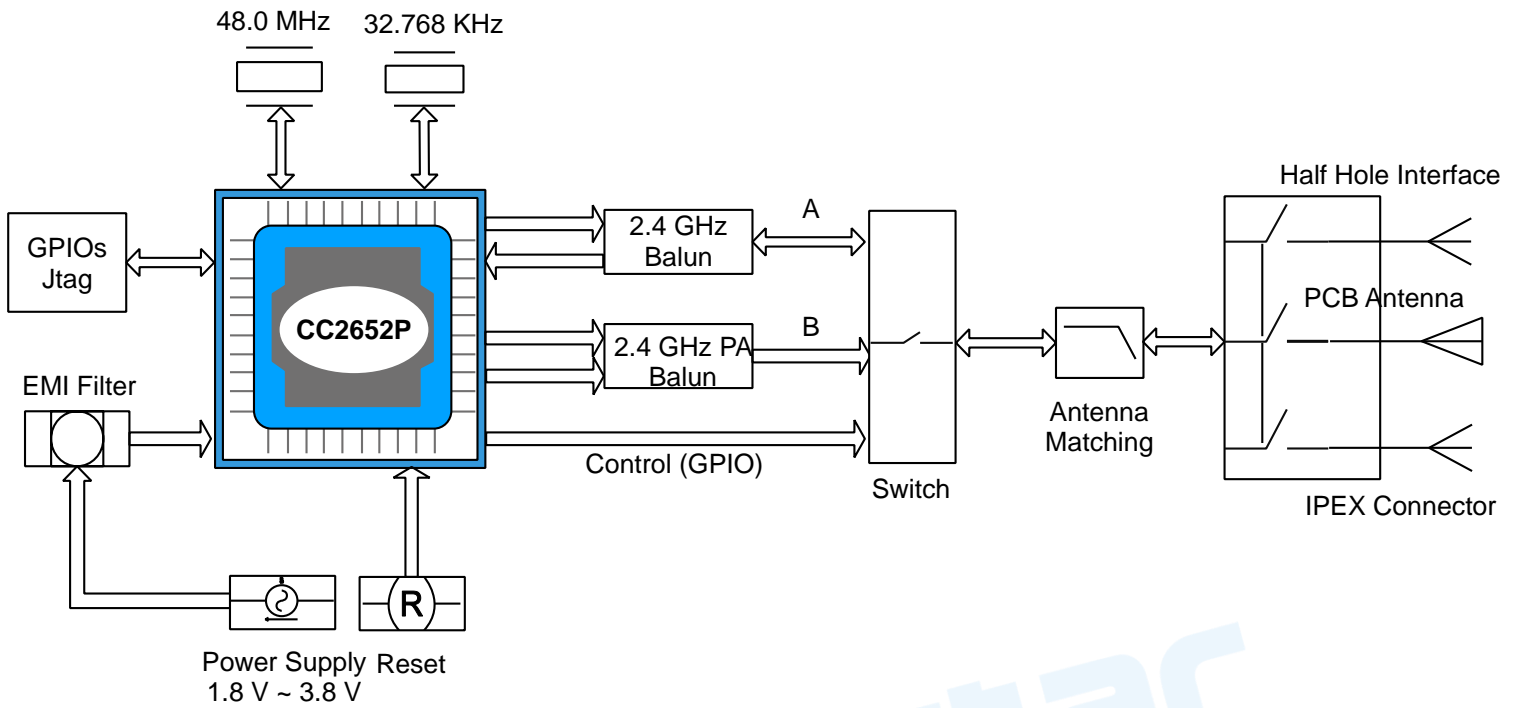 48.0 MHz
32.768 KHz
Half Hole Interface
GPIOs
Jtag
2.4 GHz
Balun
A
CC2652P
PCB Antenna
2.4 GHz PA
Balun
B
EMI Filter
Antenna
Matching
Control (GPIO)
Switch
IPEX Connector
R
Power Supply
1.8 V ~ 3.8 V
Reset